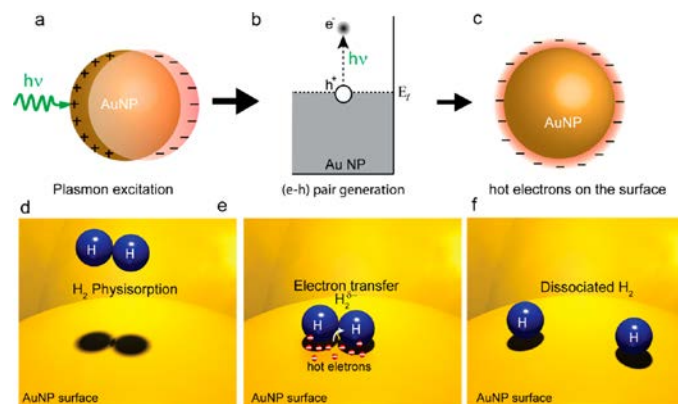 a
b
c
hν
AuNP
e-
hν
h+
Ef
Au NP
AuNP
Plasmon excitation
(e-h) pair generation
hot electrons on the surface
d
e
f
H H
H₂ Physisorption
AuNP surface
Electron transfer
H₂δ-
H H
hot eletrons
AuNP surface
Dissociated H₂
H
H
AuNP surface